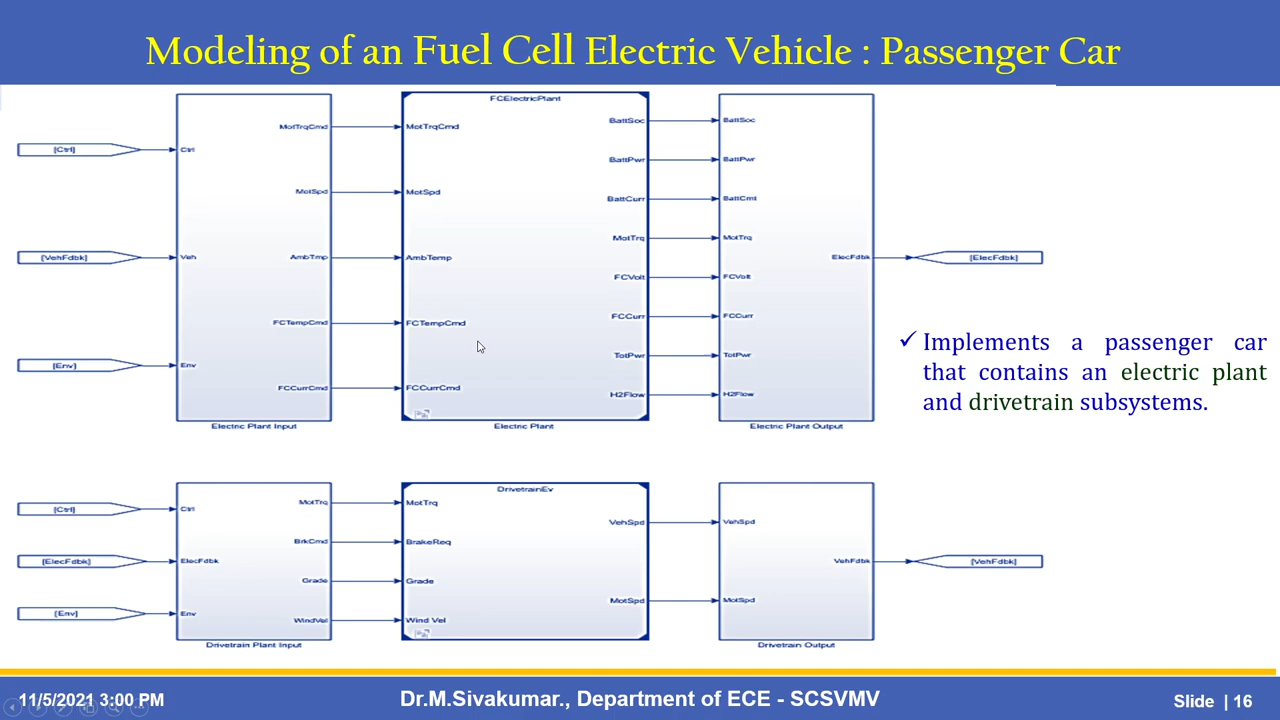 Modeling of an Fuel Cell Electric Vehicle : Passenger Car
[Ctrl]
[VehFdbk]
[Env]
Ctrl
Veh
Env
MotTrqCmd
MotSpd
AmbTmp
FCTempCmd
FCCurrCmd
Electric Plant Input
FCElectricPlant
MotTrqCmd
MotSpd
AmbTemp
FCTempCmd
FCCurrCmd
BattSoc
BattPwr
BattCurr
MotTrq
FCVolt
FCCurr
TotPwr
H2Flow
Electric Plant
BattSoc
BattPwr
BattCrnt
MotTrq
FCVolt
FCCurr
TotPwr
H2Flow
ElecFdbk
Electric Plant Output
[ElecFdbk]
✓ Implements a passenger car
that contains an electric plant
and drivetrain subsystems.
[Ctrl]
[ElecFdbk]
[Env]
Ctrl
ElecFdbk
Env
MotTrq
BrkCmd
Grade
WindVel
Drivetrain Plant Input
DrivetrainEv
MotTrq
BrakeReq
Grade
Wind Vel
VehSpd
MotSpd
VehSpd
MotSpd
VehFdbk
Drivetrain Output
[VehFdbk]
11/5/2021 3:00 PM
Dr.M.Sivakumar., Department of ECE - SCSVMV
Slide | 16